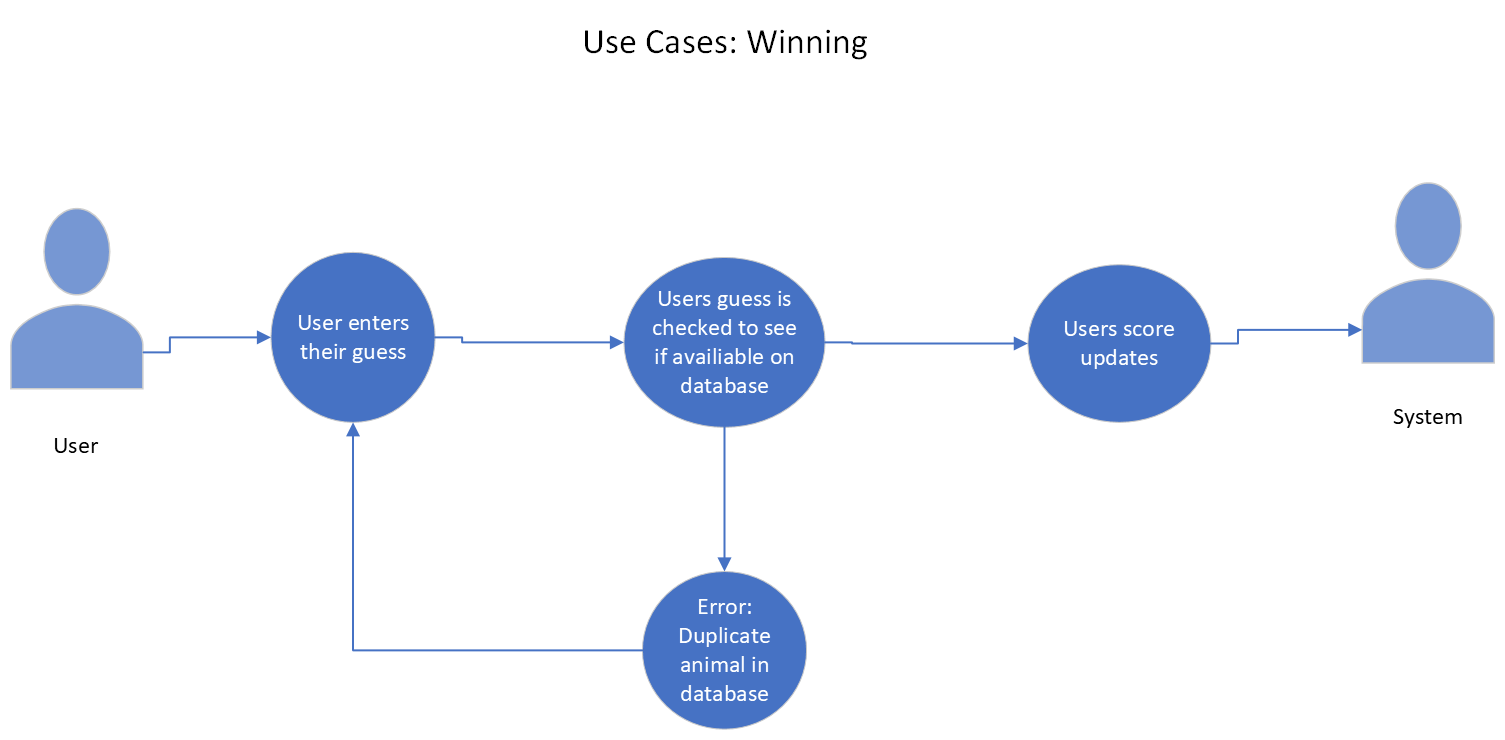 Use Cases: Winning
User enters
their guess
Users guess is
checked to see
if availiable on
database
Users score
updates
System
User
Error:
Duplicate
animal in
database